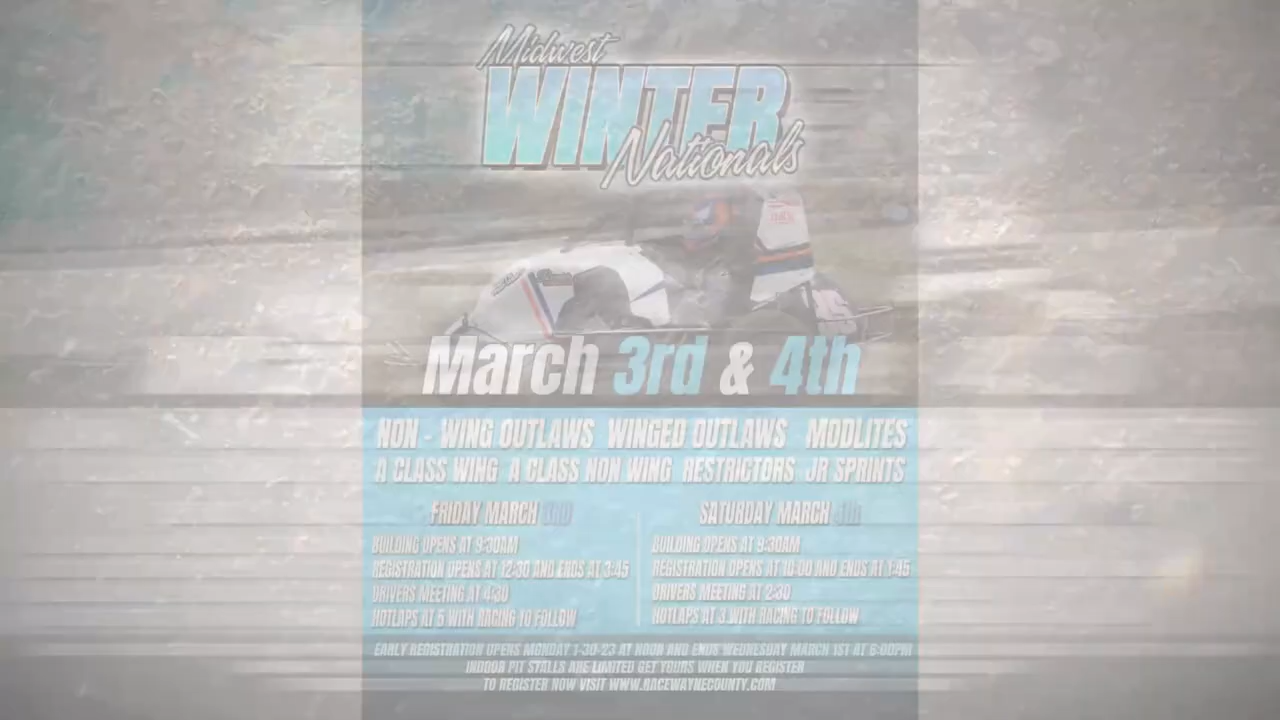 Midwest
WINTER
Nationals
March 3rd & 4th
NON - WING OUTLAWS WINGED OUTLAWS MODLITES
A CLASS WING A CLASS NON WING RESTRICTORS JR SPRINTS
FRIDAY MARCH 3RD
BUILDING OPENS AT 9:30AM
REGISTRATION OPENS AT 12:30 AND ENDS AT 3:45
DRIVERS MEETING AT 4:30
HOTLAPS AT 5 WITH RACING TO FOLLOW
SATURDAY MARCH 4th
BUILDING OPENS AT 9:30AM
REGISTRATION OPENS AT 10:00 AND ENDS AT 1:45
DRIVERS MEETING AT 2:30
HOTLAPS AT 3 WITH RACING TO FOLLOW
EARLY REGISTRATION OPENS MONDAY 1-30-23 AT NOON AND ENDS WEDNESDAY MARCH 1ST AT 6:00PM
INDOOR PIT STALLS ARE LIMITED GET YOURS WHEN YOU REGISTER
TO REGISTER NOW VISIT WWW.RACEWAYNECOUNTY.COM